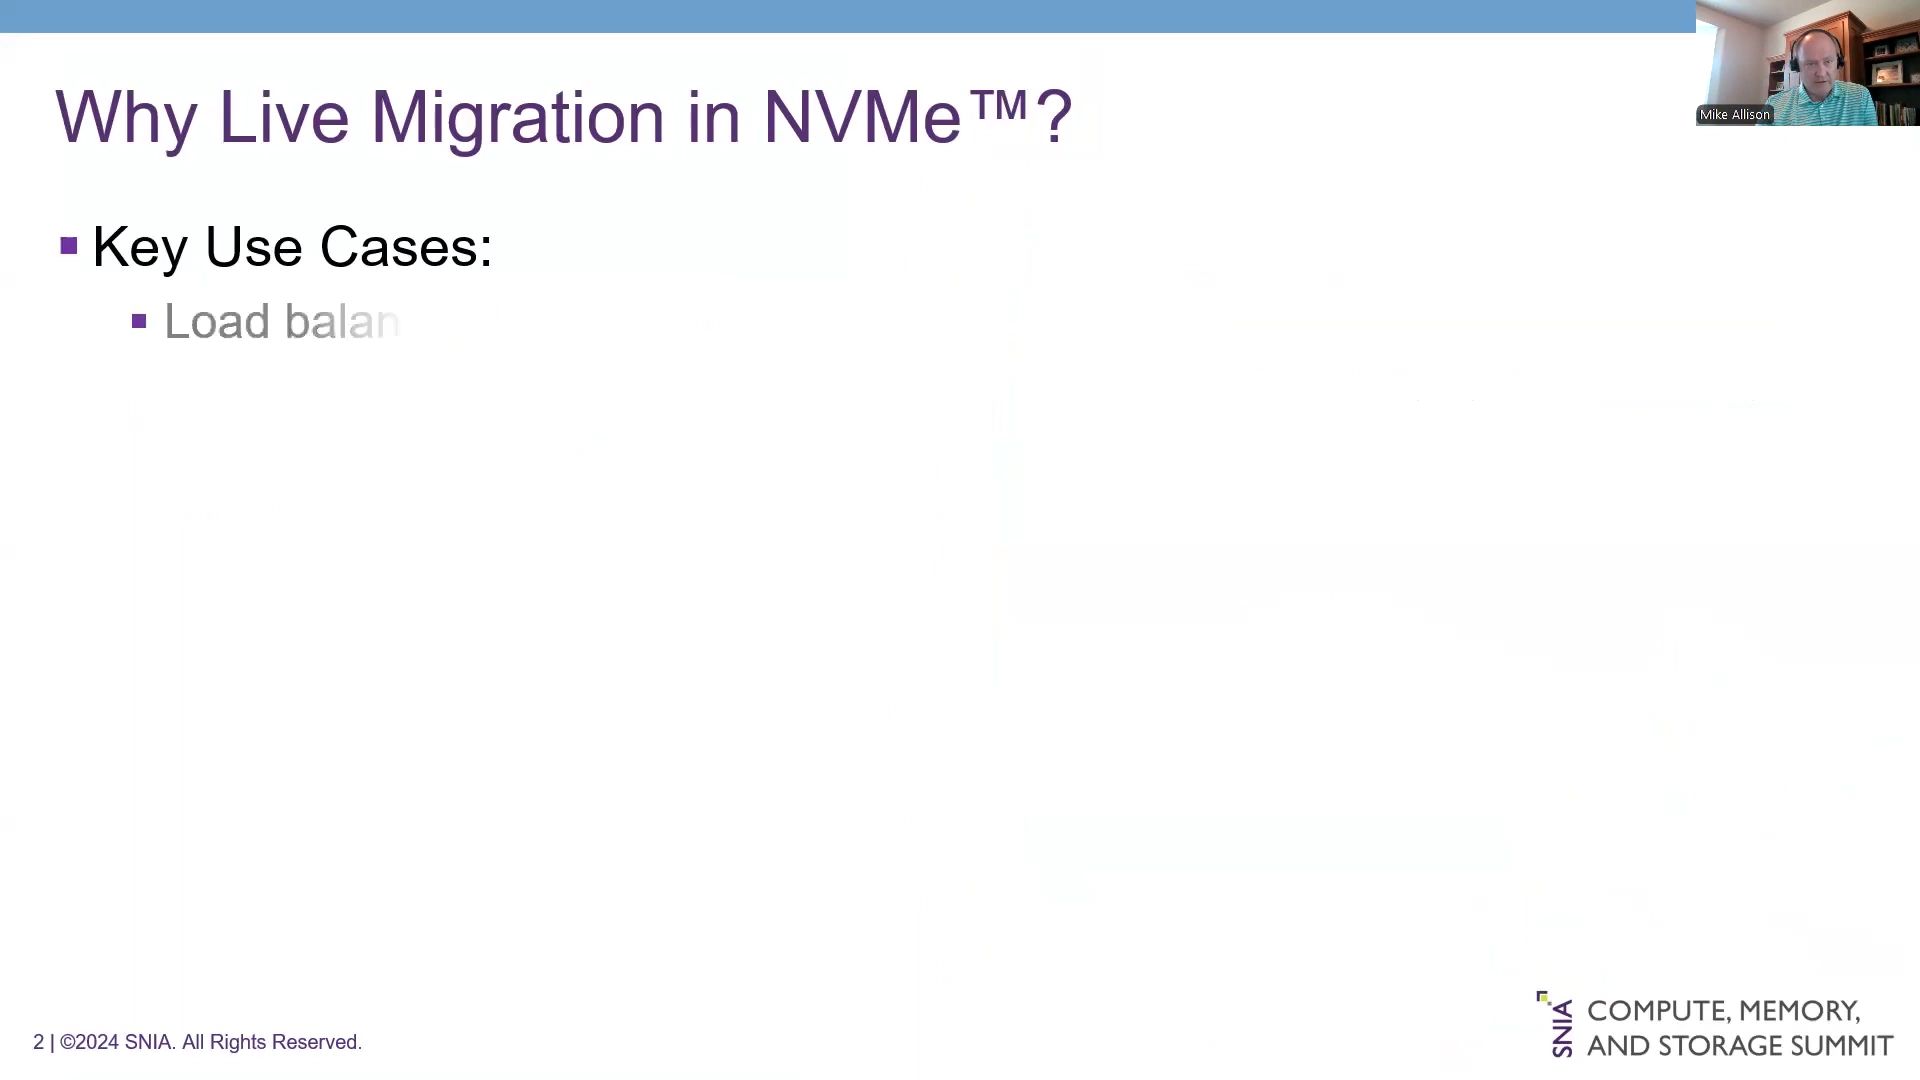 Why Live Migration in NVMe™?
Mike Allison
Key Use Cases:
Load balan
2 | ©2024 SNIA. All Rights Reserved.
SNIA
COMPUTE, MEMORY,
AND STORAGE SUMMIT